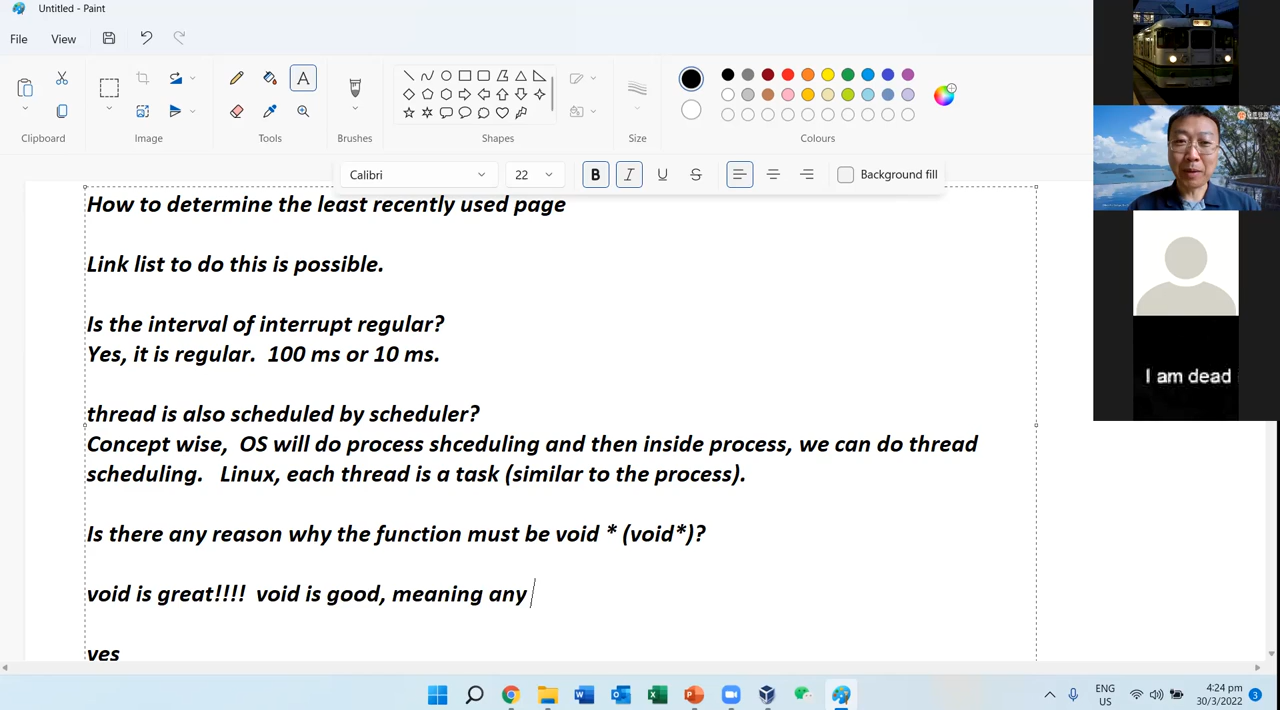 Untitled - Paint
File View
Clipboard Image Tools Brushes Shapes Size Colours
Calibri 22 B I U S Background fill
How to determine the least recently used page
Link list to do this is possible.
Is the interval of interrupt regular?
Yes, it is regular. 100 ms or 10 ms.
thread is also scheduled by scheduler?
Concept wise, OS will do process shceduling and then inside process, we can do thread
scheduling. Linux, each thread is a task (similar to the process).
Is there any reason why the function must be void * (void*)?
void is great!!!! void is good, meaning any
yes
I am dead
ENG
US
4:24 pm
30/3/2022
3